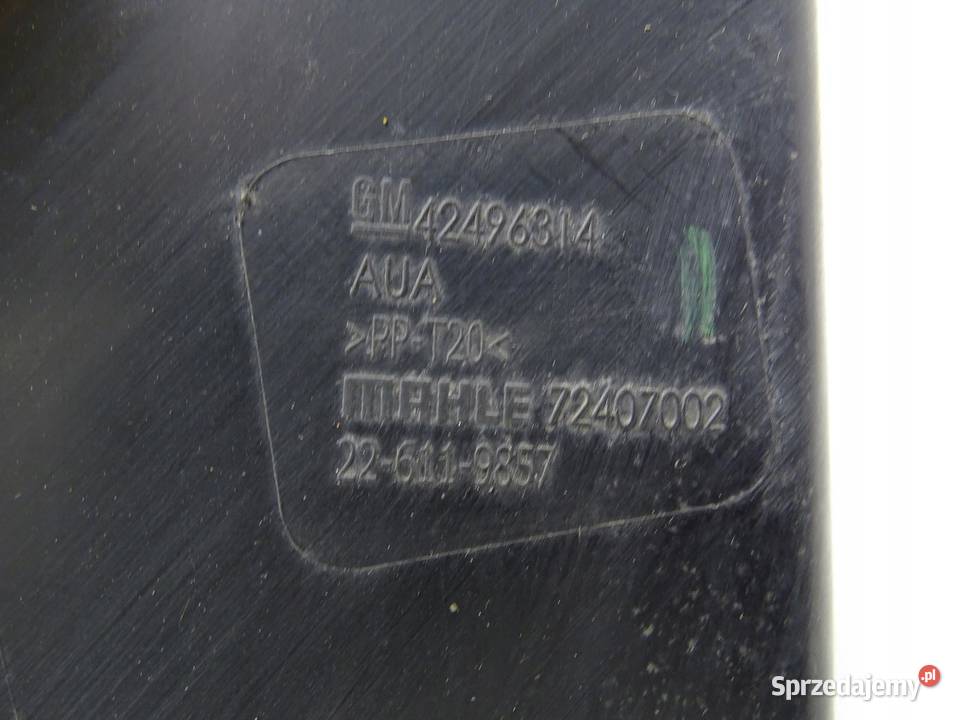 GM 42496314
AUA
>PP-T20<
MAHLE 72407002
22-611-9857
Sprzedajemy.pl